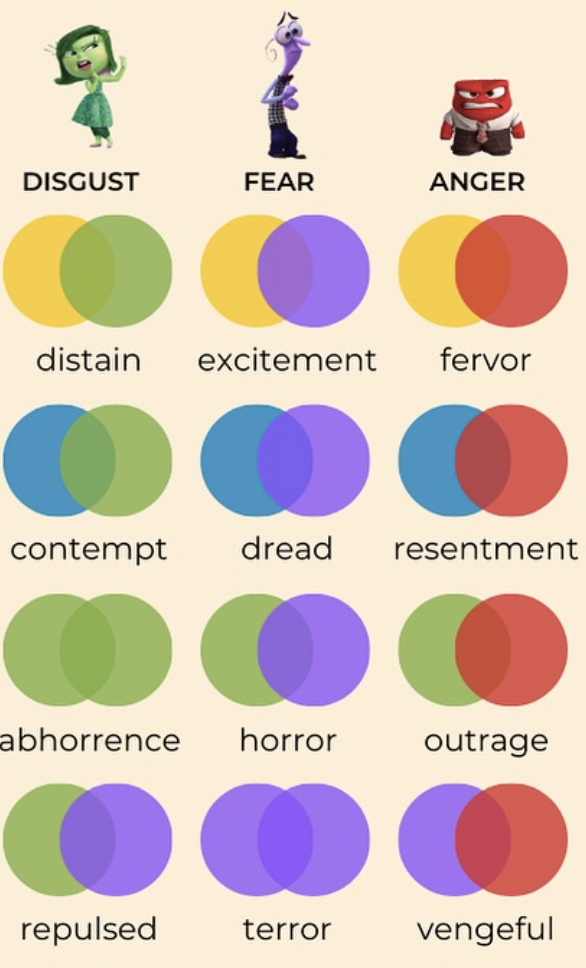 DISGUST FEAR ANGER
distain excitement fervor
contempt dread resentment
abhorrence horror outrage
repulsed terror vengeful